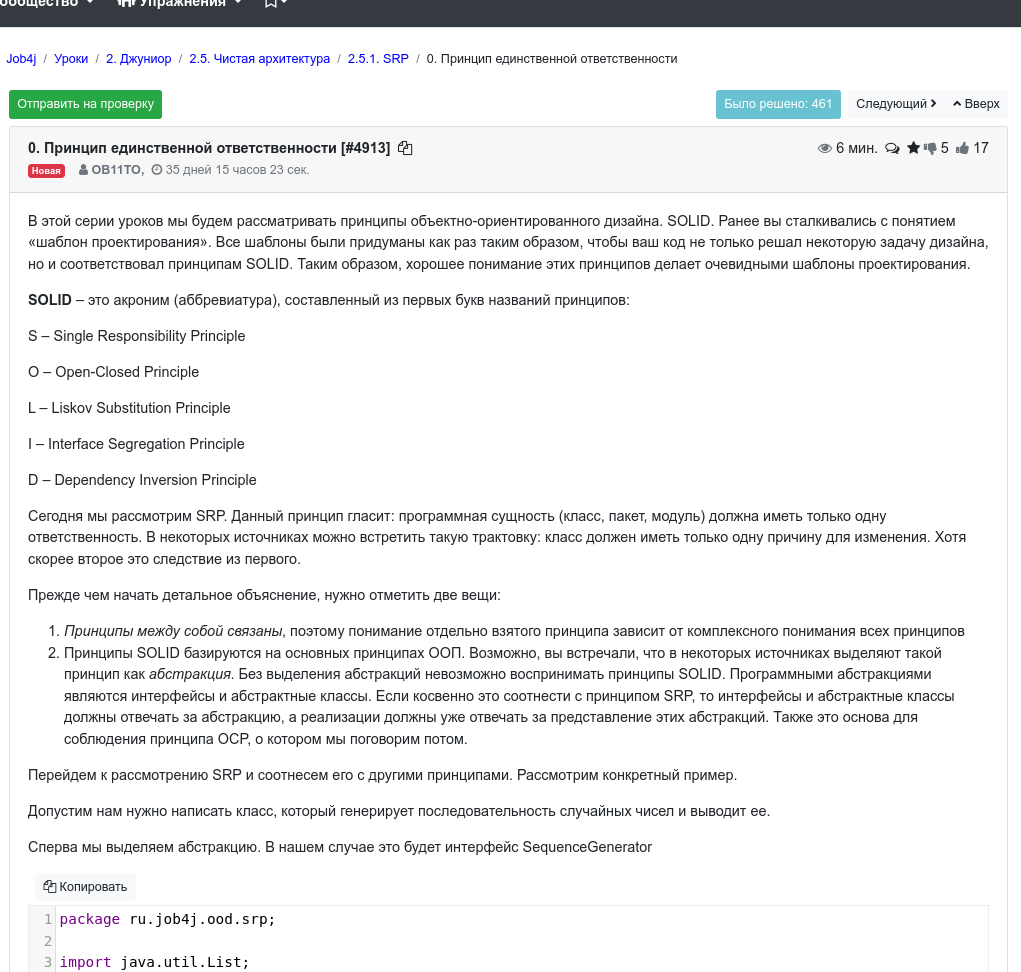 ообщество
Упражнения
Job4j / Уроки / 2. Джуниор / 2.5. Чистая архитектура / 2.5.1. SRP / 0. Принцип единственной ответственности
Отправить на проверку
Было решено: 461
Следующий
Вверх
0. Принцип единственной ответственности [#4913]
6 мин. 5 17
Новая OB11TO, 35 дней 15 часов 23 сек.
В этой серии уроков мы будем рассматривать принципы объектно-ориентированного дизайна. SOLID. Ранее вы сталкивались с понятием
«шаблон проектирования». Все шаблоны были придуманы как раз таким образом, чтобы ваш код не только решал некоторую задачу дизайна,
но и соответствовал принципам SOLID. Таким образом, хорошее понимание этих принципов делает очевидными шаблоны проектирования.
SOLID – это акроним (аббревиатура), составленный из первых букв названий принципов:
S – Single Responsibility Principle
O – Open-Closed Principle
L – Liskov Substitution Principle
I – Interface Segregation Principle
D – Dependency Inversion Principle
Сегодня мы рассмотрим SRP. Данный принцип гласит: программная сущность (класс, пакет, модуль) должна иметь только одну
ответственность. В некоторых источниках можно встретить такую трактовку: класс должен иметь только одну причину для изменения. Хотя
скорее второе это следствие из первого.
Прежде чем начать детальное объяснение, нужно отметить две вещи:
1. Принципы между собой связаны, поэтому понимание отдельно взятого принципа зависит от комплексного понимания всех принципов
2. Принципы SOLID базируются на основных принципах ООП. Возможно, вы встречали, что в некоторых источниках выделяют такой
принцип как абстракция. Без выделения абстракций невозможно воспринимать принципы SOLID. Программными абстракциями
являются интерфейсы и абстрактные классы. Если косвенно это соотнести с принципом SRP, то интерфейсы и абстрактные классы
должны отвечать за абстракцию, а реализации должны уже отвечать за представление этих абстракций. Также это основа для
соблюдения принципа OCP, о котором мы поговорим потом.
Перейдем к рассмотрению SRP и соотнесем его с другими принципами. Рассмотрим конкретный пример.
Допустим нам нужно написать класс, который генерирует последовательность случайных чисел и выводит ее.
Сперва мы выделяем абстракцию. В нашем случае это будет интерфейс SequenceGenerator
Копировать
1 package ru.job4j.ood.srp;
2
3 import java.util.List;